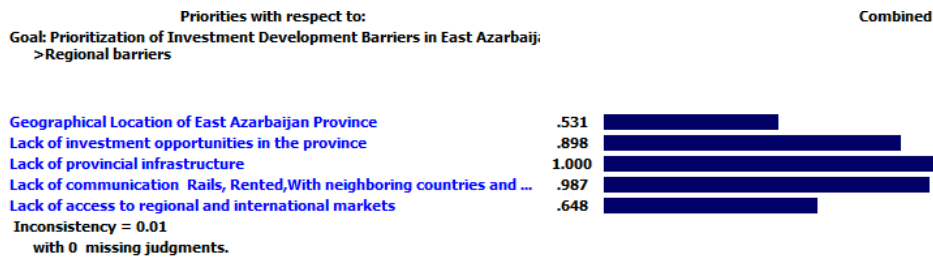 Priorities with respect to: Combined
Goal: Prioritization of Investment Development Barriers in East Azarbaij
>Regional barriers
Geographical Location of East Azarbaijan Province .531
Lack of investment opportunities in the province .898
Lack of provincial infrastructure 1.000
Lack of communication Rails, Rented,With neighboring countries and ... .987
Lack of access to regional and international markets .648
Inconsistency = 0.01
with 0 missing judgments.